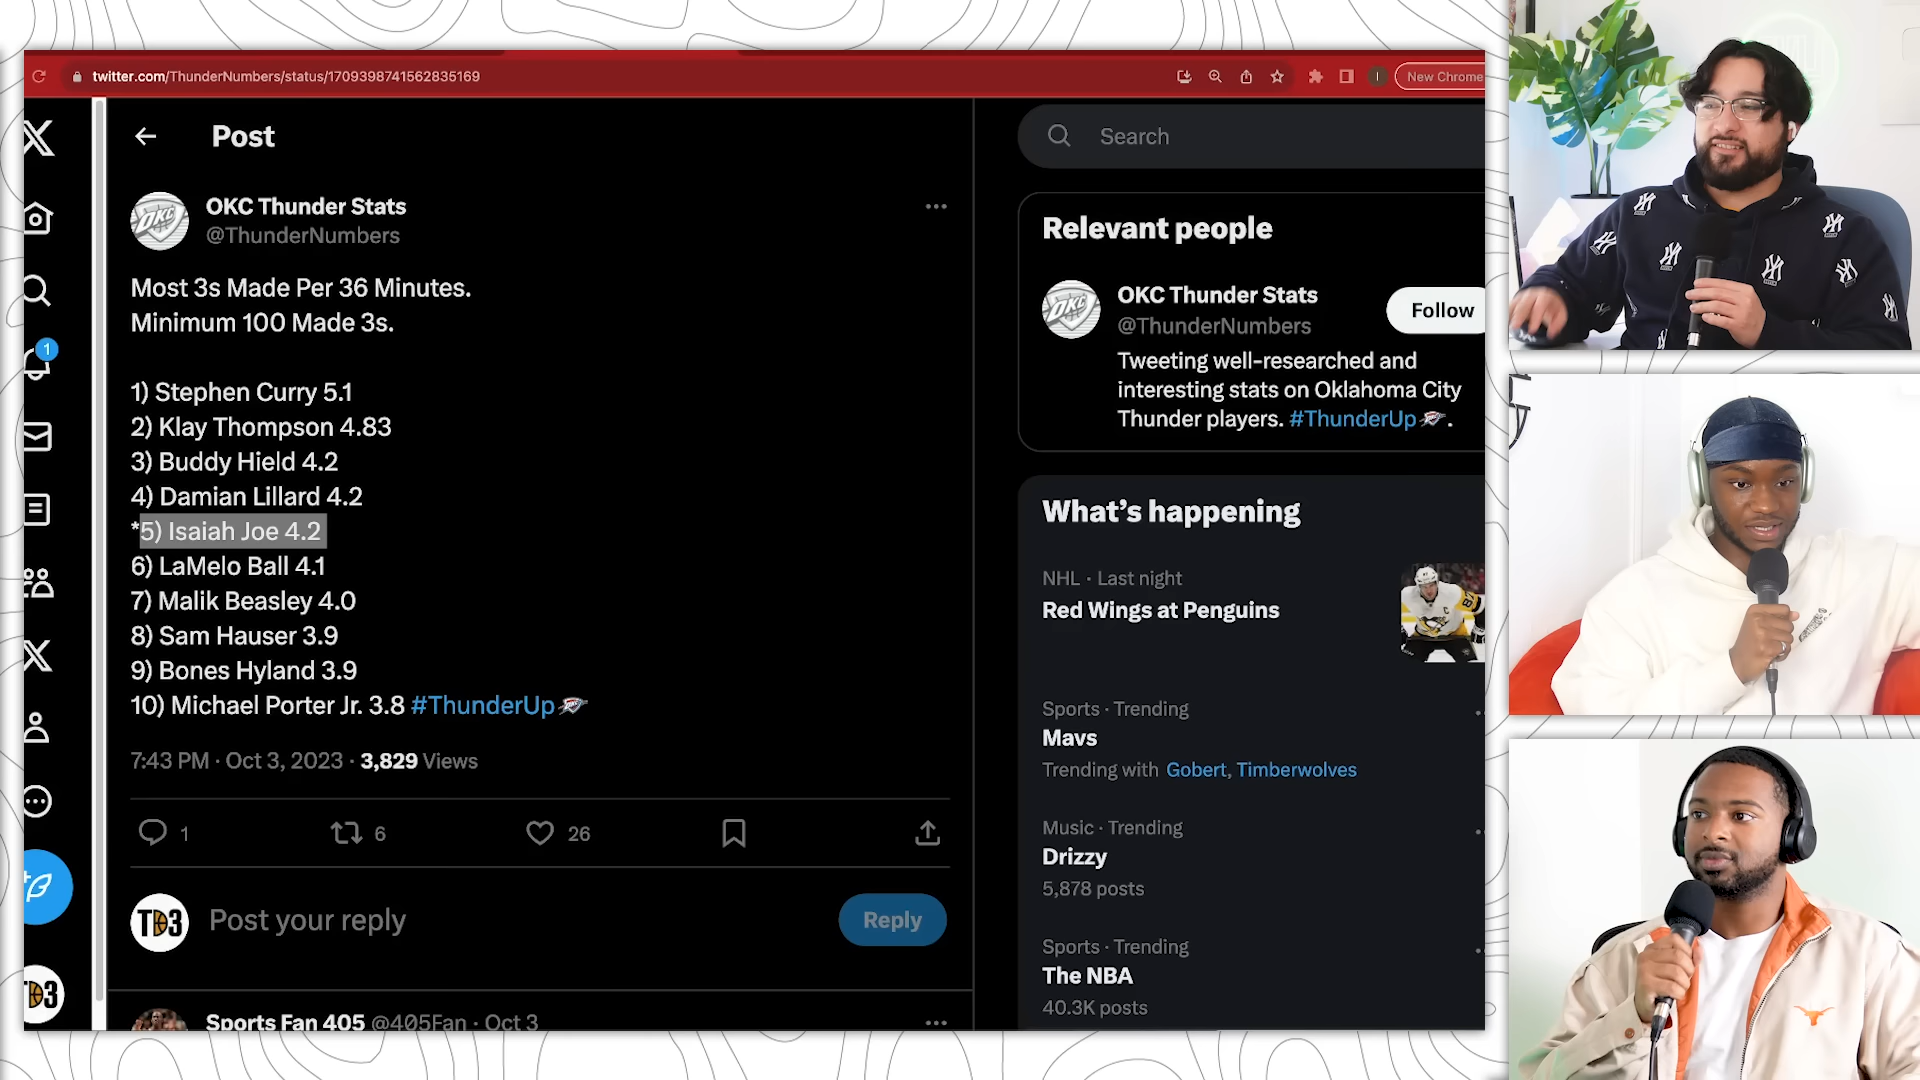 twitter.com/ThunderNumbers/status/1709398741562835169
New Chrome
Post
OKC Thunder Stats
@ThunderNumbers
Most 3s Made Per 36 Minutes.
Minimum 100 Made 3s.
1) Stephen Curry 5.1
2) Klay Thompson 4.83
3) Buddy Hield 4.2
4) Damian Lillard 4.2
*5) Isaiah Joe 4.2
6) LaMelo Ball 4.1
7) Malik Beasley 4.0
8) Sam Hauser 3.9
9) Bones Hyland 3.9
10) Michael Porter Jr. 3.8 #ThunderUp
7:43 PM · Oct 3, 2023 · 3,829 Views
1 6 26
TD3 Post your reply Reply
TD3
Sports Fan 405 @405Fan · Oct 3
1
Search
Relevant people
OKC Thunder Stats
@ThunderNumbers
Follow
Tweeting well-researched and
interesting stats on Oklahoma City
Thunder players. #ThunderUp.
What's happening
NHL · Last night
Red Wings at Penguins
Sports · Trending
Mavs
Trending with Gobert, Timberwolves
Music · Trending
Drizzy
5,878 posts
Sports · Trending
The NBA
40.3K posts